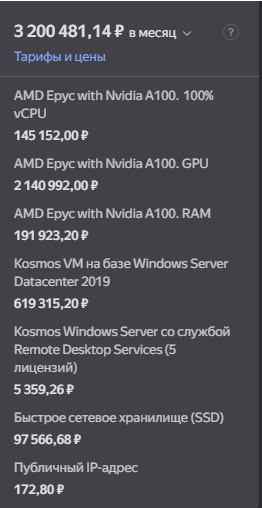 3 200 481,14 ₽ в месяц
?
Тарифы и цены
AMD Epyc with Nvidia A100. 100%
vCPU
145 152,00 ₽
AMD Epyc with Nvidia A100. GPU
2 140 992,00 ₽
AMD Epyc with Nvidia A100. RAM
191 923,20 ₽
Kosmos VM на базе Windows Server
Datacenter 2019
619 315,20 ₽
Kosmos Windows Server со службой
Remote Desktop Services (5
лицензий)
5 359,26 ₽
Быстрое сетевое хранилище (SSD)
97 566,68 ₽
Публичный IP-адрес
172,80 ₽